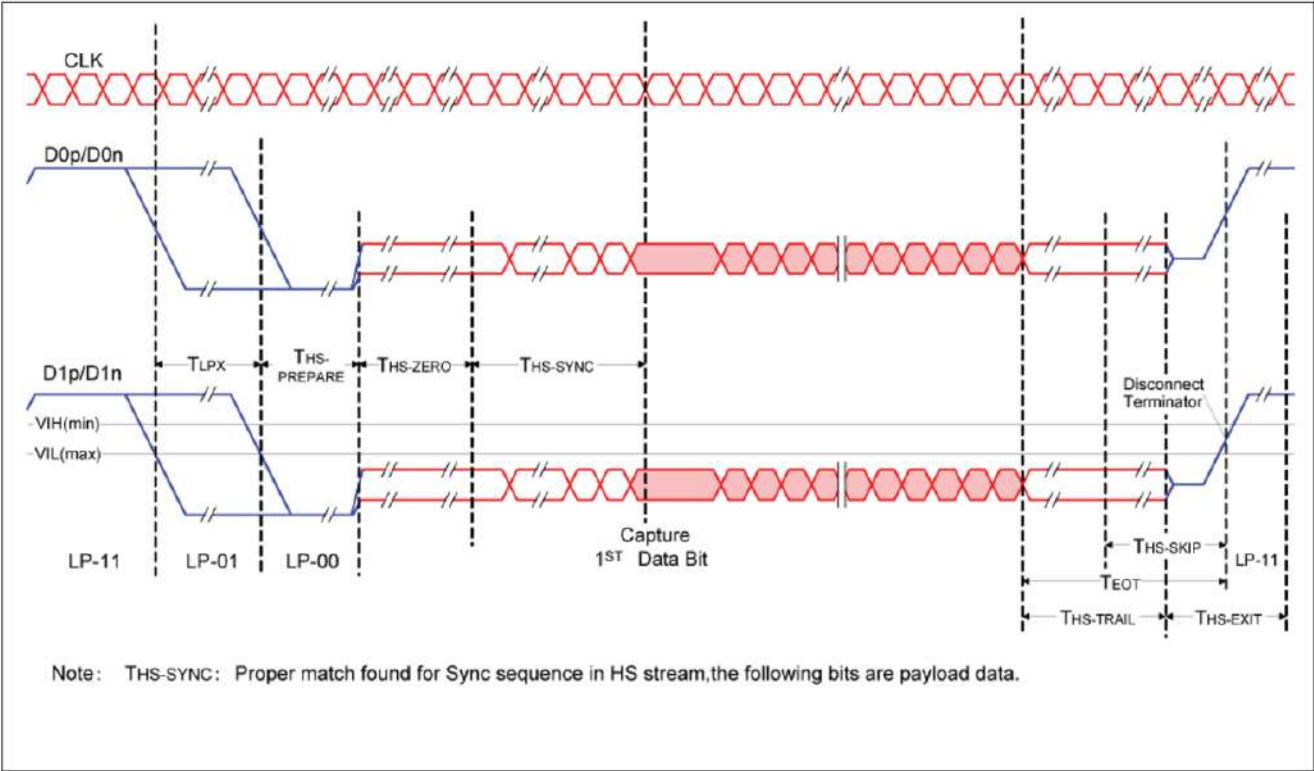 CLK
D0p/D0n
TLPX
THS-
PREPARE
THS-ZERO
THS-SYNC
D1p/D1n
Disconnect
Terminator
VIH(min)
VIL(max)
Capture
1ST Data Bit
LP-11
LP-01
LP-00
THS-SKIP
LP-11
TEOT
THS-TRAIL
THS-EXIT
Note: THS-SYNC: Proper match found for Sync sequence in HS stream,the following bits are payload data.